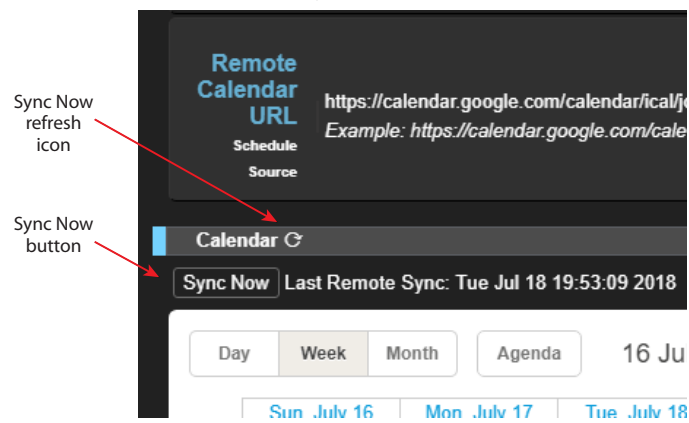 Remote
Calendar
URL
Schedule
Source
https://calendar.google.com/calendar/ical/j
Example: https://calendar.google.com/cale
Sync Now
refresh
icon
Sync Now
button
Calendar
Sync Now Last Remote Sync: Tue Jul 18 19:53:09 2018
Day Week Month Agenda 16 Ju
Sun, July 16 Mon, July 17 Tue, July 18